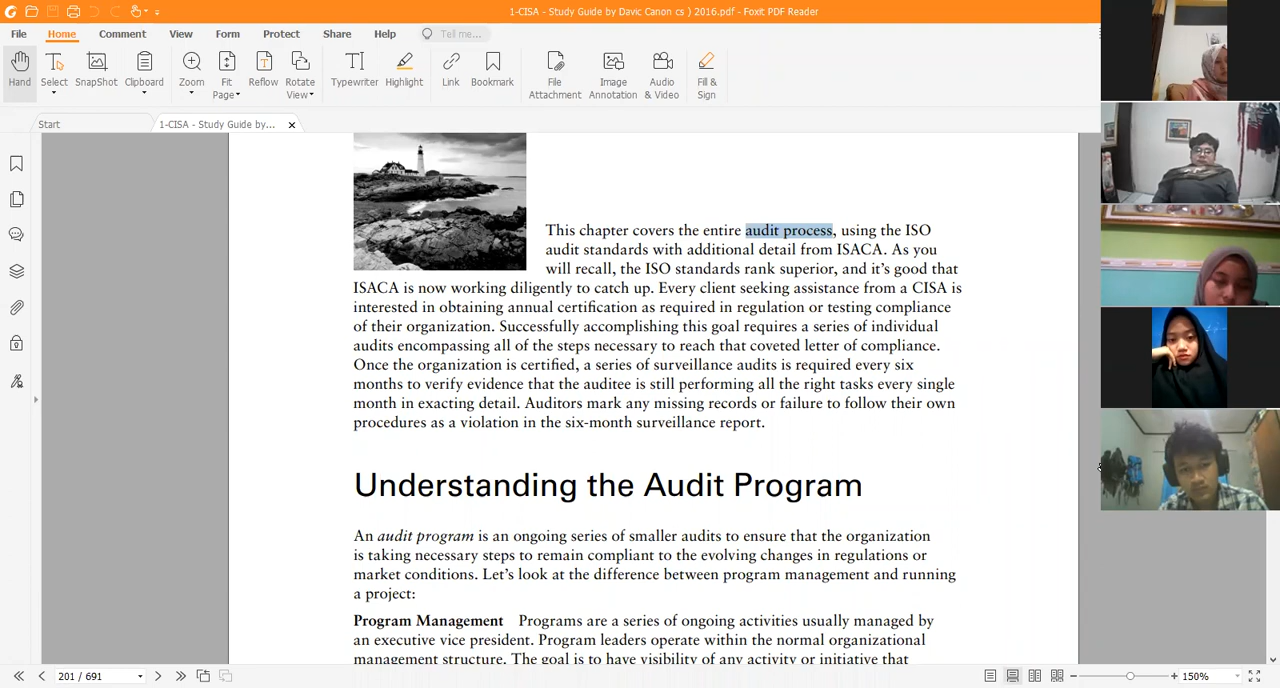 1-CISA - Study Guide by Davic Canon cs ) 2016.pdf - Foxit PDF Reader
File Home Comment View Form Protect Share Help Tell me...
Hand Select SnapShot Clipboard Zoom Fit Page Reflow Rotate View Typewriter Highlight Link Bookmark File Attachment Image Annotation Audio & Video Fill & Sign
Start 1-CISA - Study Guide by...
This chapter covers the entire audit process, using the ISO
audit standards with additional detail from ISACA. As you
will recall, the ISO standards rank superior, and it's good that
ISACA is now working diligently to catch up. Every client seeking assistance from a CISA is
interested in obtaining annual certification as required in regulation or testing compliance
of their organization. Successfully accomplishing this goal requires a series of individual
audits encompassing all of the steps necessary to reach that coveted letter of compliance.
Once the organization is certified, a series of surveillance audits is required every six
months to verify evidence that the auditee is still performing all the right tasks every single
month in exacting detail. Auditors mark any missing records or failure to follow their own
procedures as a violation in the six-month surveillance report.
Understanding the Audit Program
An audit program is an ongoing series of smaller audits to ensure that the organization
is taking necessary steps to remain compliant to the evolving changes in regulations or
market conditions. Let's look at the difference between program management and running
a project:
Program Management Programs are a series of ongoing activities usually managed by
an executive vice president. Program leaders operate within the normal organizational
management structure. The goal is to have visibility of any activity or initiative that
201 / 691
150%